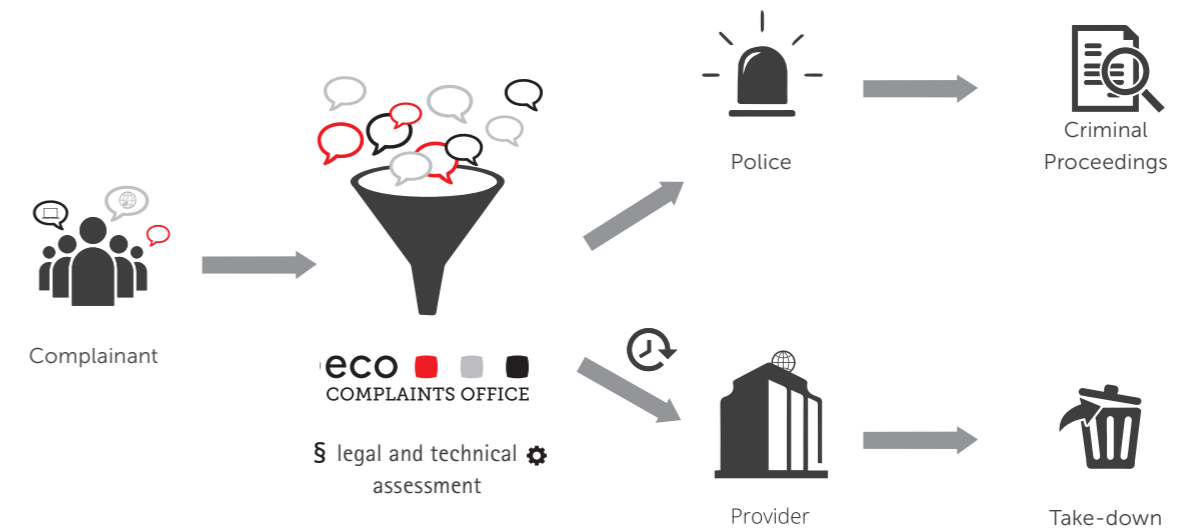 Complainant
eco
COMPLAINTS OFFICE
§ legal and technical
assessment
Police
Criminal
Proceedings
Provider
Take-down